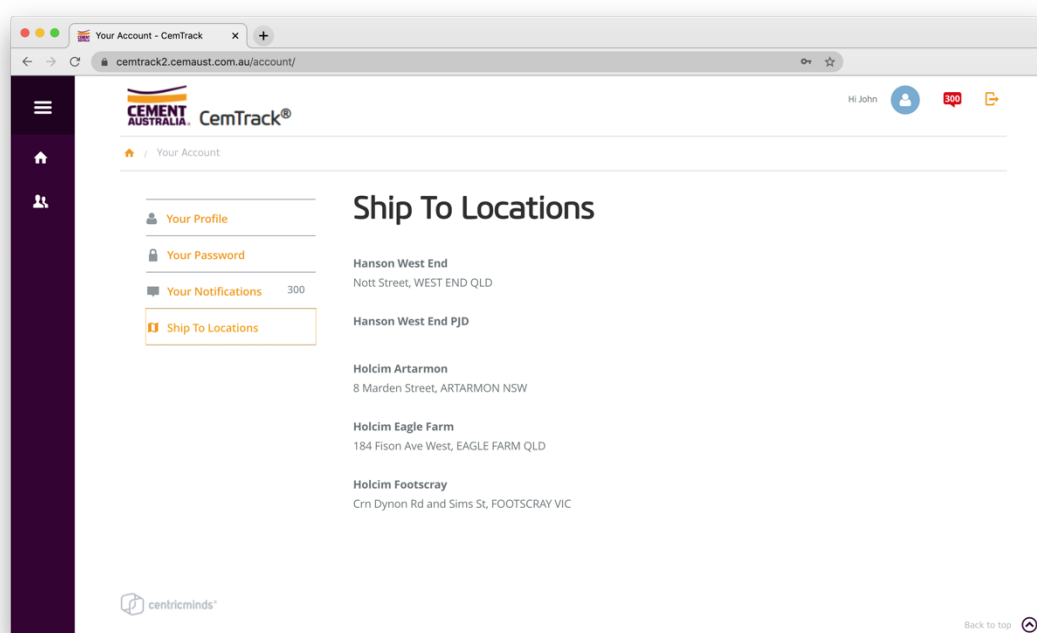 Your Account - CemTrack
cemtrack2.cemaust.com.au/account/
CEMENT
AUSTRALIA.
CemTrack®
Hi John
300
/ Your Account
Your Profile
Your Password
Your Notifications 300
Ship To Locations
Ship To Locations
Hanson West End
Nott Street, WEST END QLD
Hanson West End PJD
Holcim Artarmon
8 Marden Street, ARTARMON NSW
Holcim Eagle Farm
184 Fison Ave West, EAGLE FARM QLD
Holcim Footscray
Crn Dynon Rd and Sims St, FOOTSCRAY VIC
centricminds®
Back to top